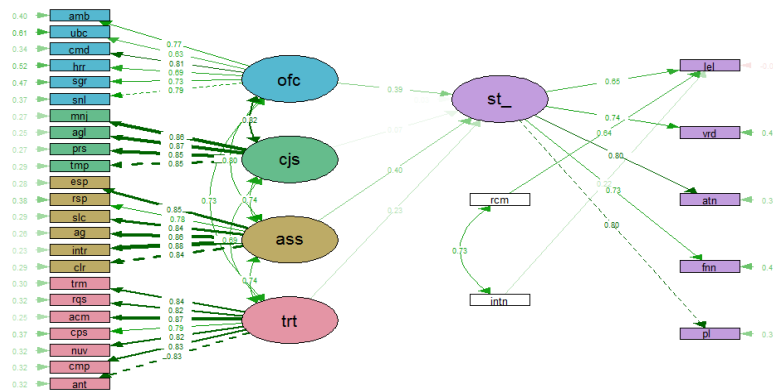 0.40 amb
0.61 ubc
0.34 cmd
0.52 hrr
0.47 sgr
0.37 snl
0.27 mnj
0.25 agl
0.27 prs
0.29 tmp
0.28 esp
0.38 rsp
0.29 slc
0.26 ag
0.23 intr
0.29 clr
0.30 trm
0.32 rqs
0.25 acm
0.37 cps
0.32 nuv
0.32 cmp
0.32 ant
0.77
0.63
0.81
0.69
0.73
0.79
0.86
0.87
0.85
0.85
0.85
0.78
0.84
0.86
0.88
0.84
0.84
0.82
0.87
0.79
0.82
0.83
0.83
ofc
cjs
ass
trt
0.82
0.80
0.73
0.74
0.69
0.74
0.39
0.40
0.23
st_
rcm
0.73
intn
0.65
0.64
0.74
0.80
0.73
0.80
lel
vrd
atn
fnn
pl